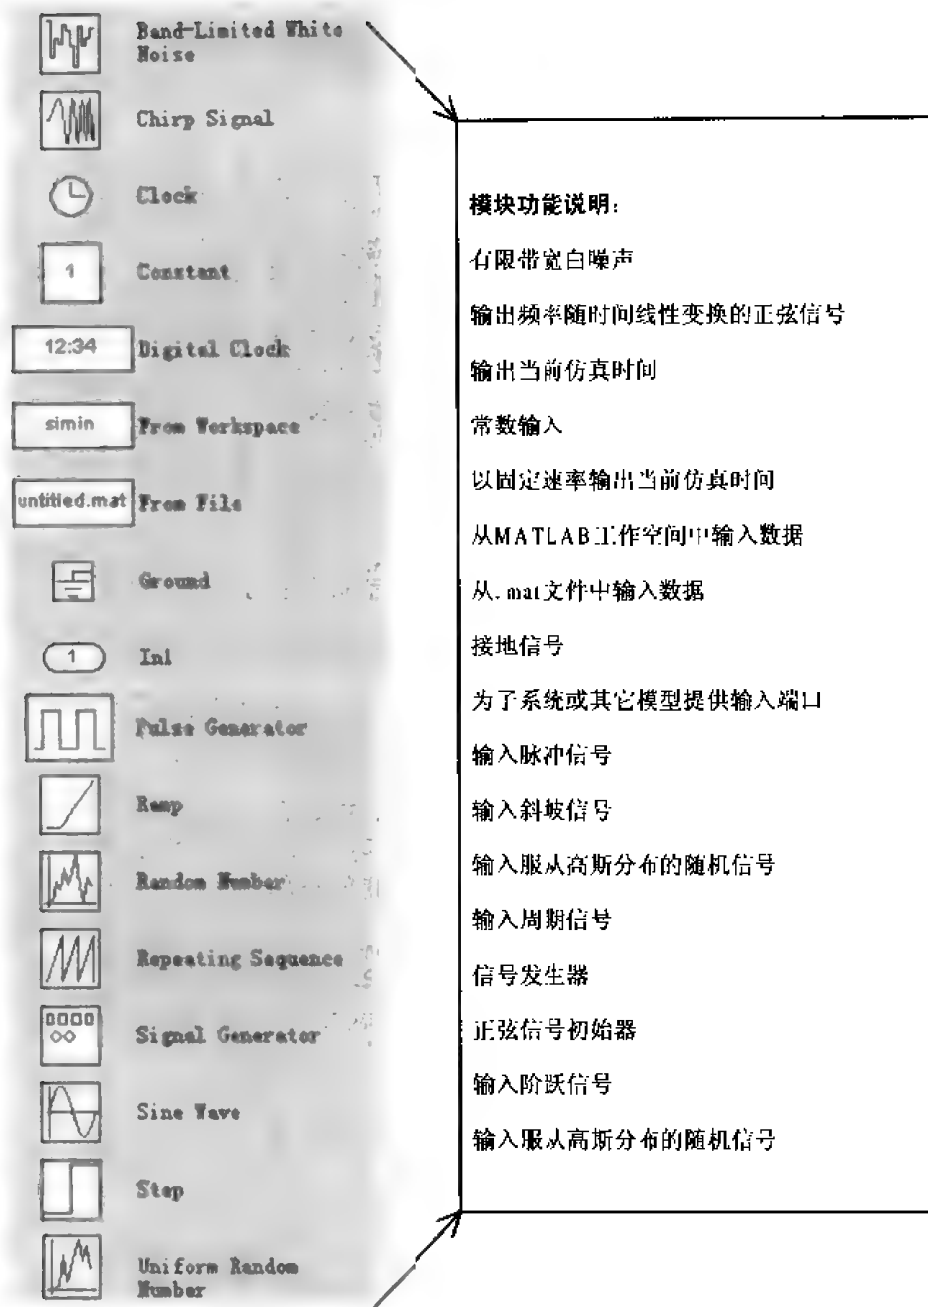 Band-Limited White
Noise
Chirp Signal
Clock
1
Constant
12:34
Digital Clock
simin
From Workspace
untitled.mat
From File
Ground
1
In1
Pulse Generator
Ramp
Random Number
Repeating Sequence
Signal Generator
Sine Wave
Step
Uniform Random
Number
模块功能说明:
有限带宽白噪声
输出频率随时间线性变换的正弦信号
输出当前仿真时间
常数输入
以固定速率输出当前仿真时间
从MATLAB工作空间中输入数据
从.mat文件中输入数据
接地信号
为子系统或其它模型提供输入端口
输入脉冲信号
输入斜坡信号
输入服从高斯分布的随机信号
输入周期信号
信号发生器
正弦信号初始器
输入阶跃信号
输入服从高斯分布的随机信号